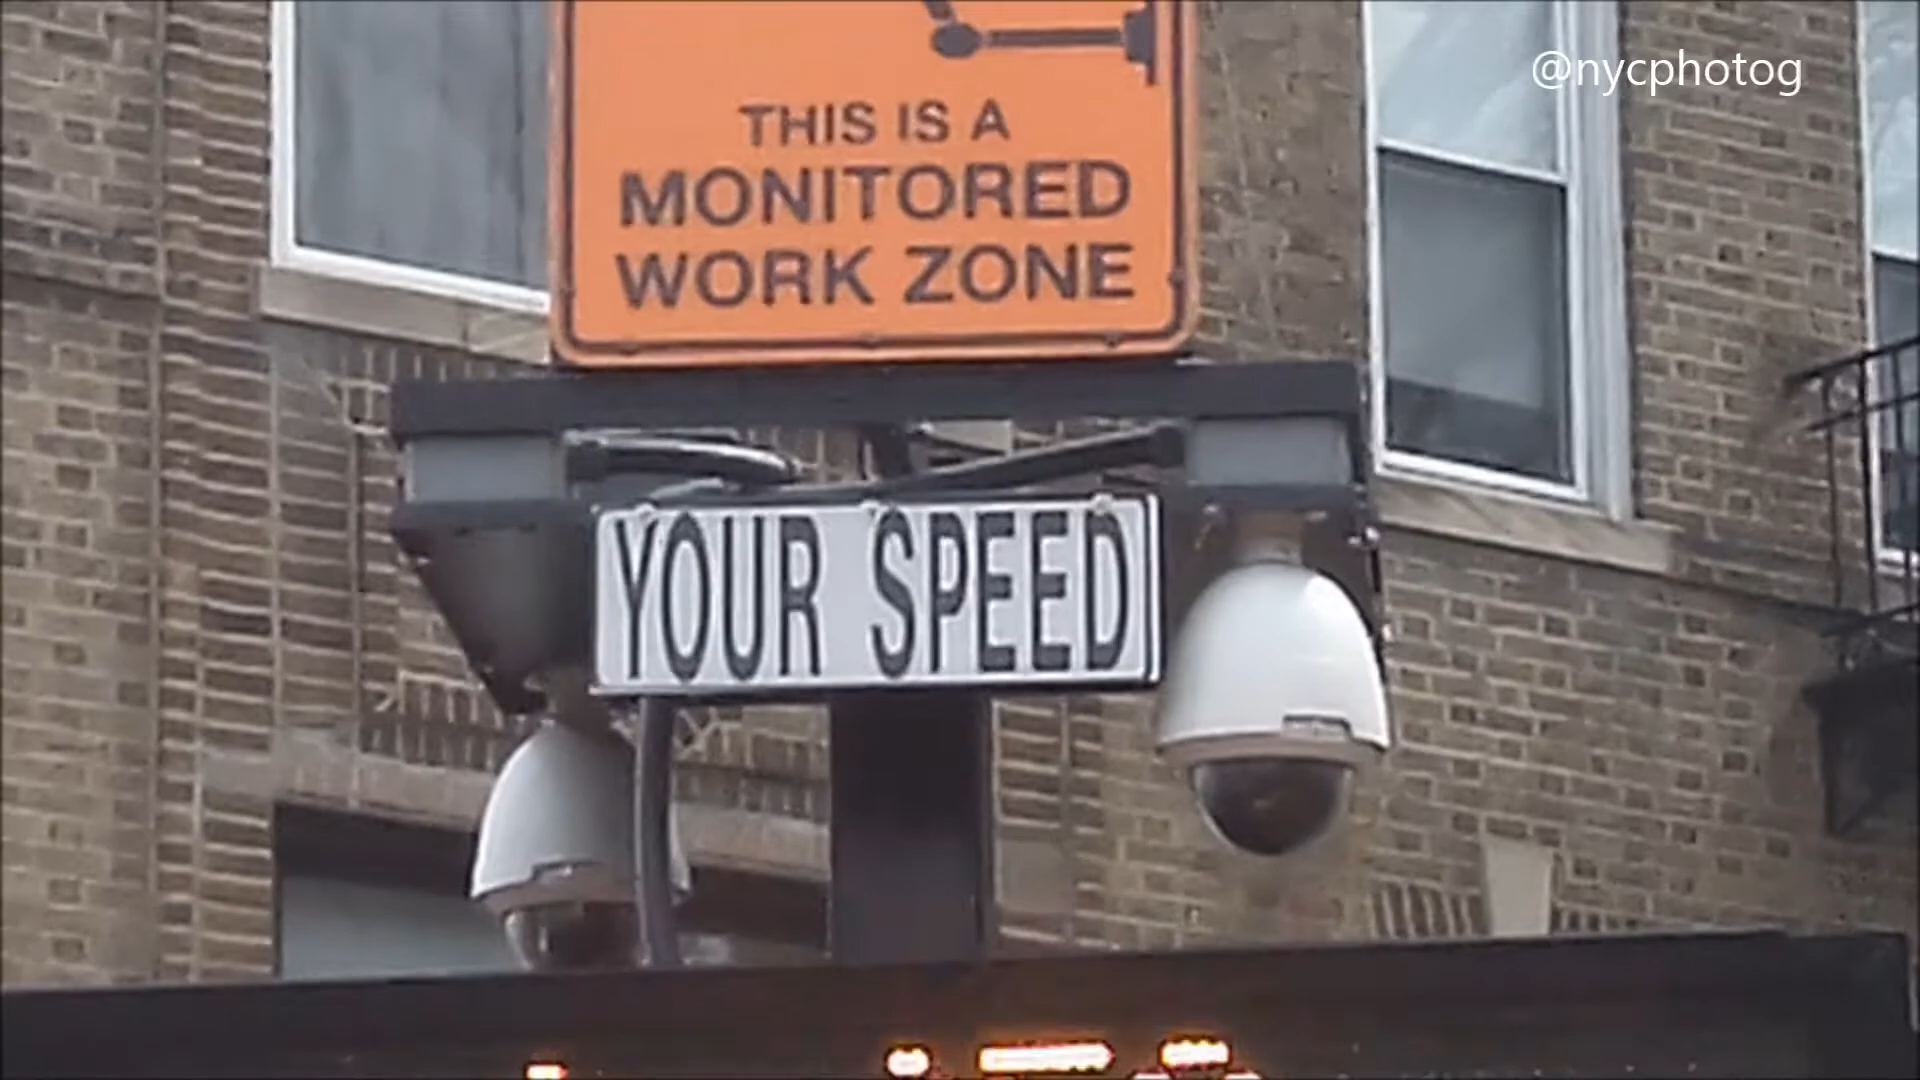 @nycphotog
THIS IS A
MONITORED
WORK ZONE
YOUR SPEED